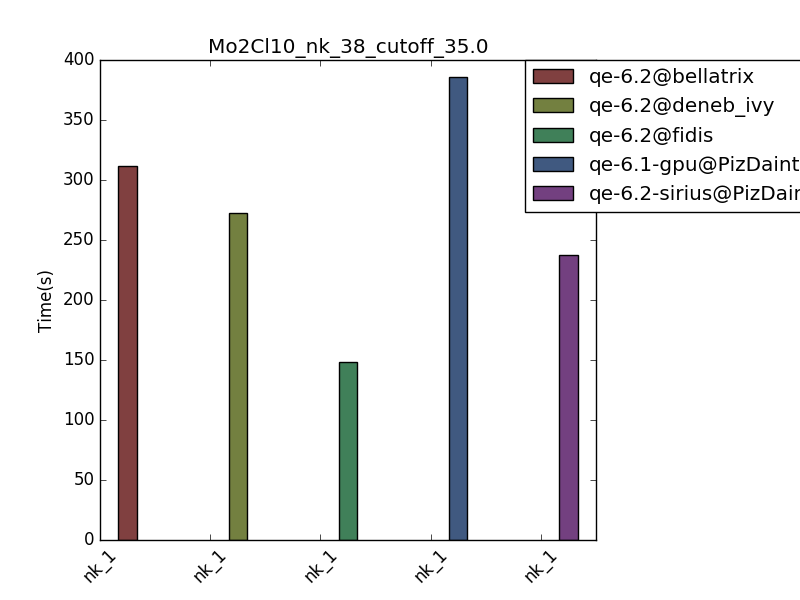 Mo2Cl10_nk_38_cutoff_35.0
400
350
300
250
200
150
100
50
0
Time(s)
nk_1
nk_1
nk_1
nk_1
nk_1
qe-6.2@bellatrix
qe-6.2@deneb_ivy
qe-6.2@fidis
qe-6.1-gpu@PizDaint
qe-6.2-sirius@PizDain